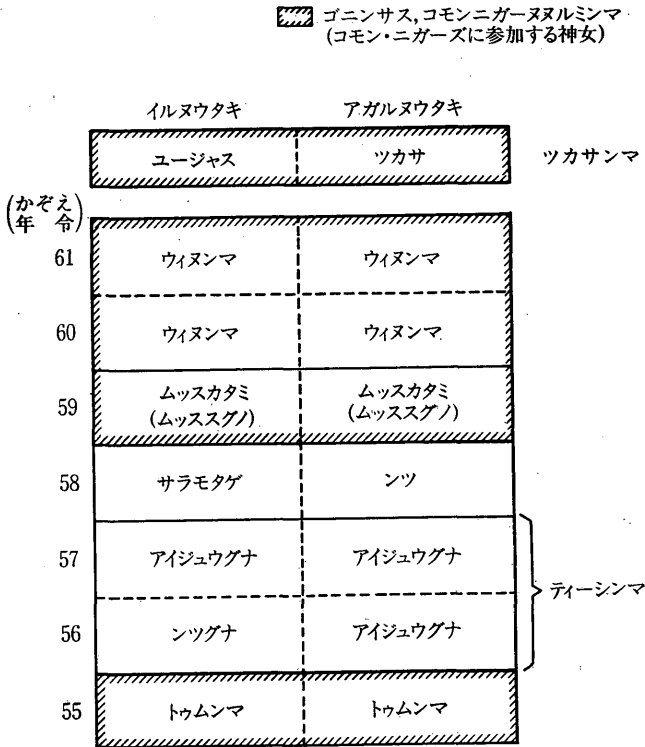 ゴニンサス,コモンニガーヌヌルミンマ
(コモン・ニガーズに参加する神女)
イルヌウタキ アガルヌウタキ
ユージャス ツカサ ツカサンマ
(かぞえ
年令)
61 ウィヌンマ ウィヌンマ
60 ウィヌンマ ウィヌンマ
59 ムッスカタミ ムッスカタミ
(ムッススグノ) (ムッススグノ)
58 サラモタゲ ンツ
57 アイジュウグナ アイジュウグナ
ティーシンマ
56 ンツグナ アイジュウグナ
55 トゥムンマ トゥムンマ